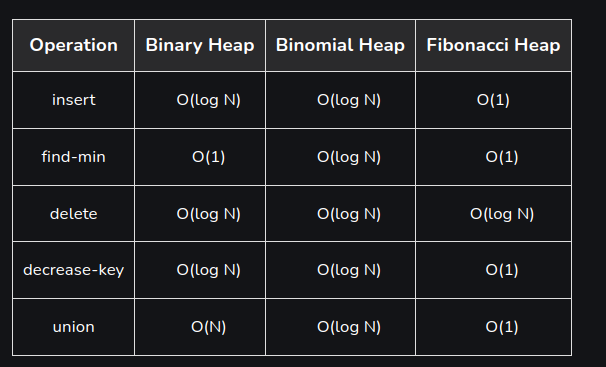 Operation Binary Heap Binomial Heap Fibonacci Heap
insert O(log N) O(log N) O(1)
find-min O(1) O(log N) O(1)
delete O(log N) O(log N) O(log N)
decrease-key O(log N) O(log N) O(1)
union O(N) O(log N) O(1)